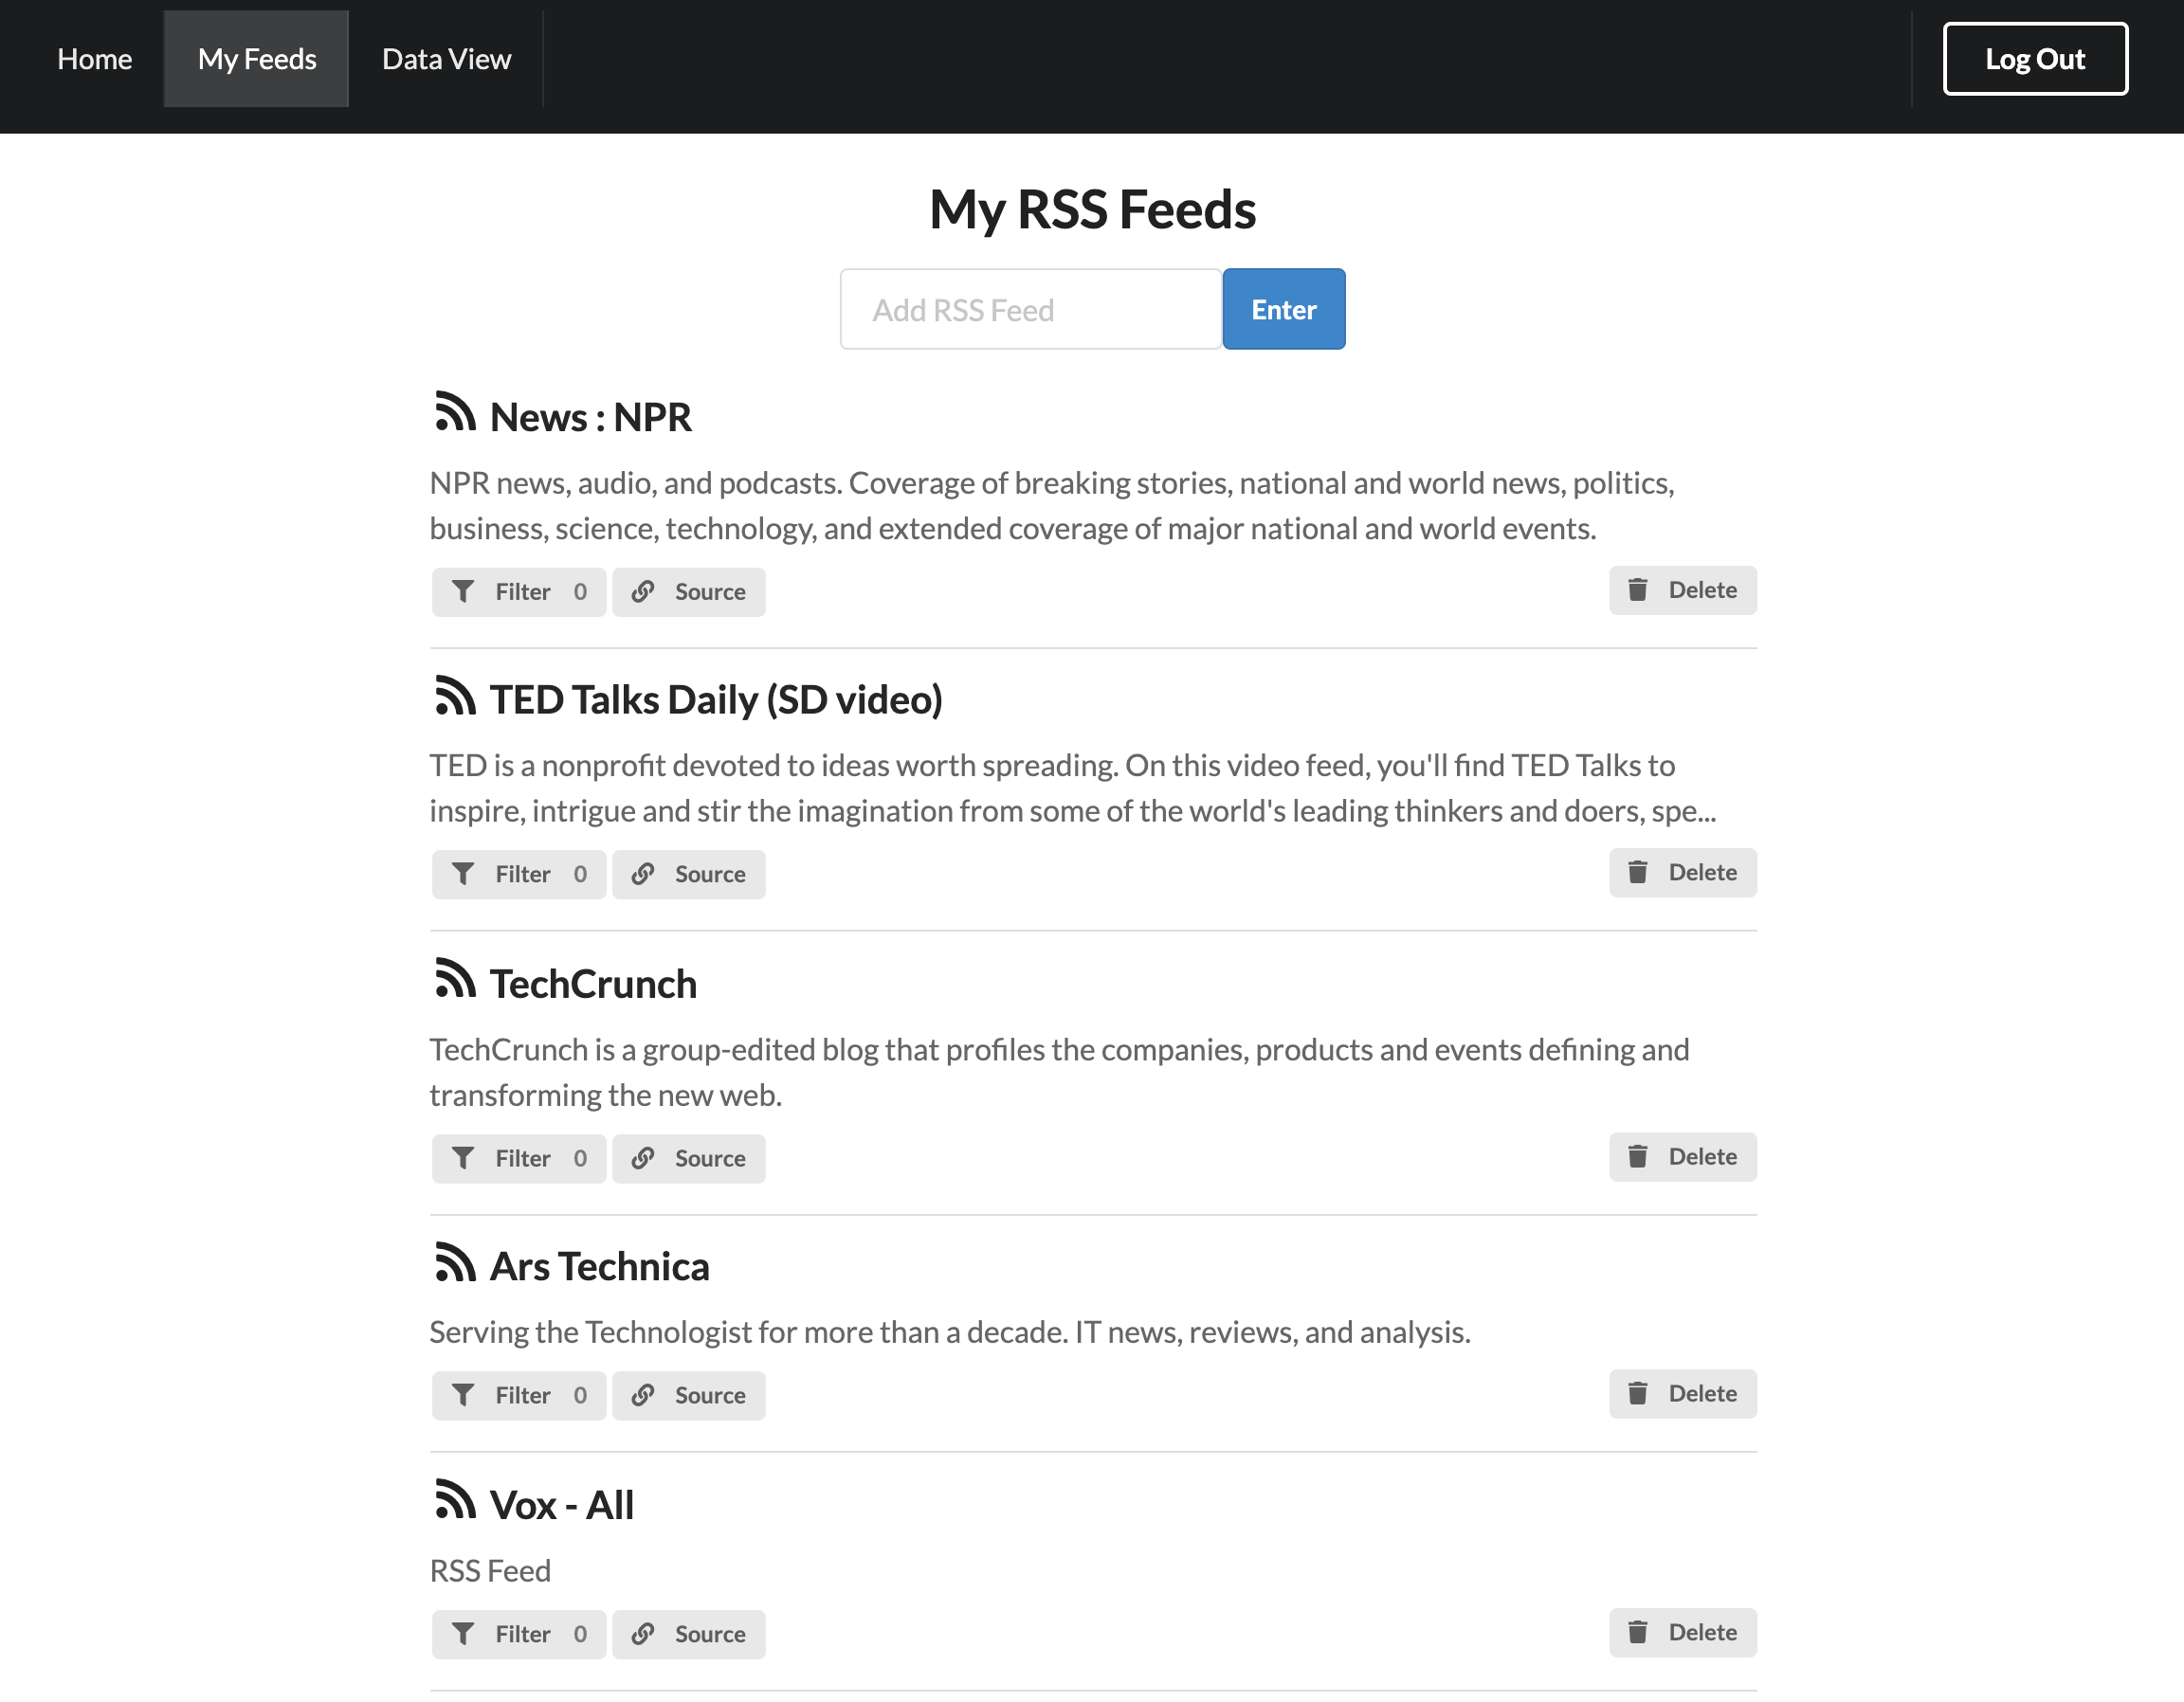 Home My Feeds Data View Log Out
My RSS Feeds
Add RSS Feed Enter
News : NPR
NPR news, audio, and podcasts. Coverage of breaking stories, national and world news, politics,
business, science, technology, and extended coverage of major national and world events.
Filter 0 Source Delete
TED Talks Daily (SD video)
TED is a nonprofit devoted to ideas worth spreading. On this video feed, you'll find TED Talks to
inspire, intrigue and stir the imagination from some of the world's leading thinkers and doers, spe...
Filter 0 Source Delete
TechCrunch
TechCrunch is a group-edited blog that profiles the companies, products and events defining and
transforming the new web.
Filter 0 Source Delete
Ars Technica
Serving the Technologist for more than a decade. IT news, reviews, and analysis.
Filter 0 Source Delete
Vox - All
RSS Feed
Filter 0 Source Delete